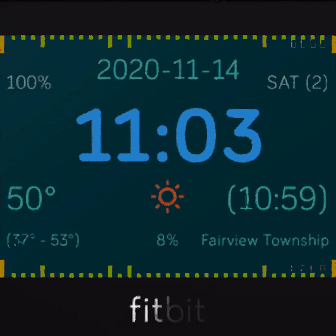 2020-11-14
100%
SAT (2)
11:03
50°
(10:59)
(37° - 53°)
8%
Fairview Township
fitbit